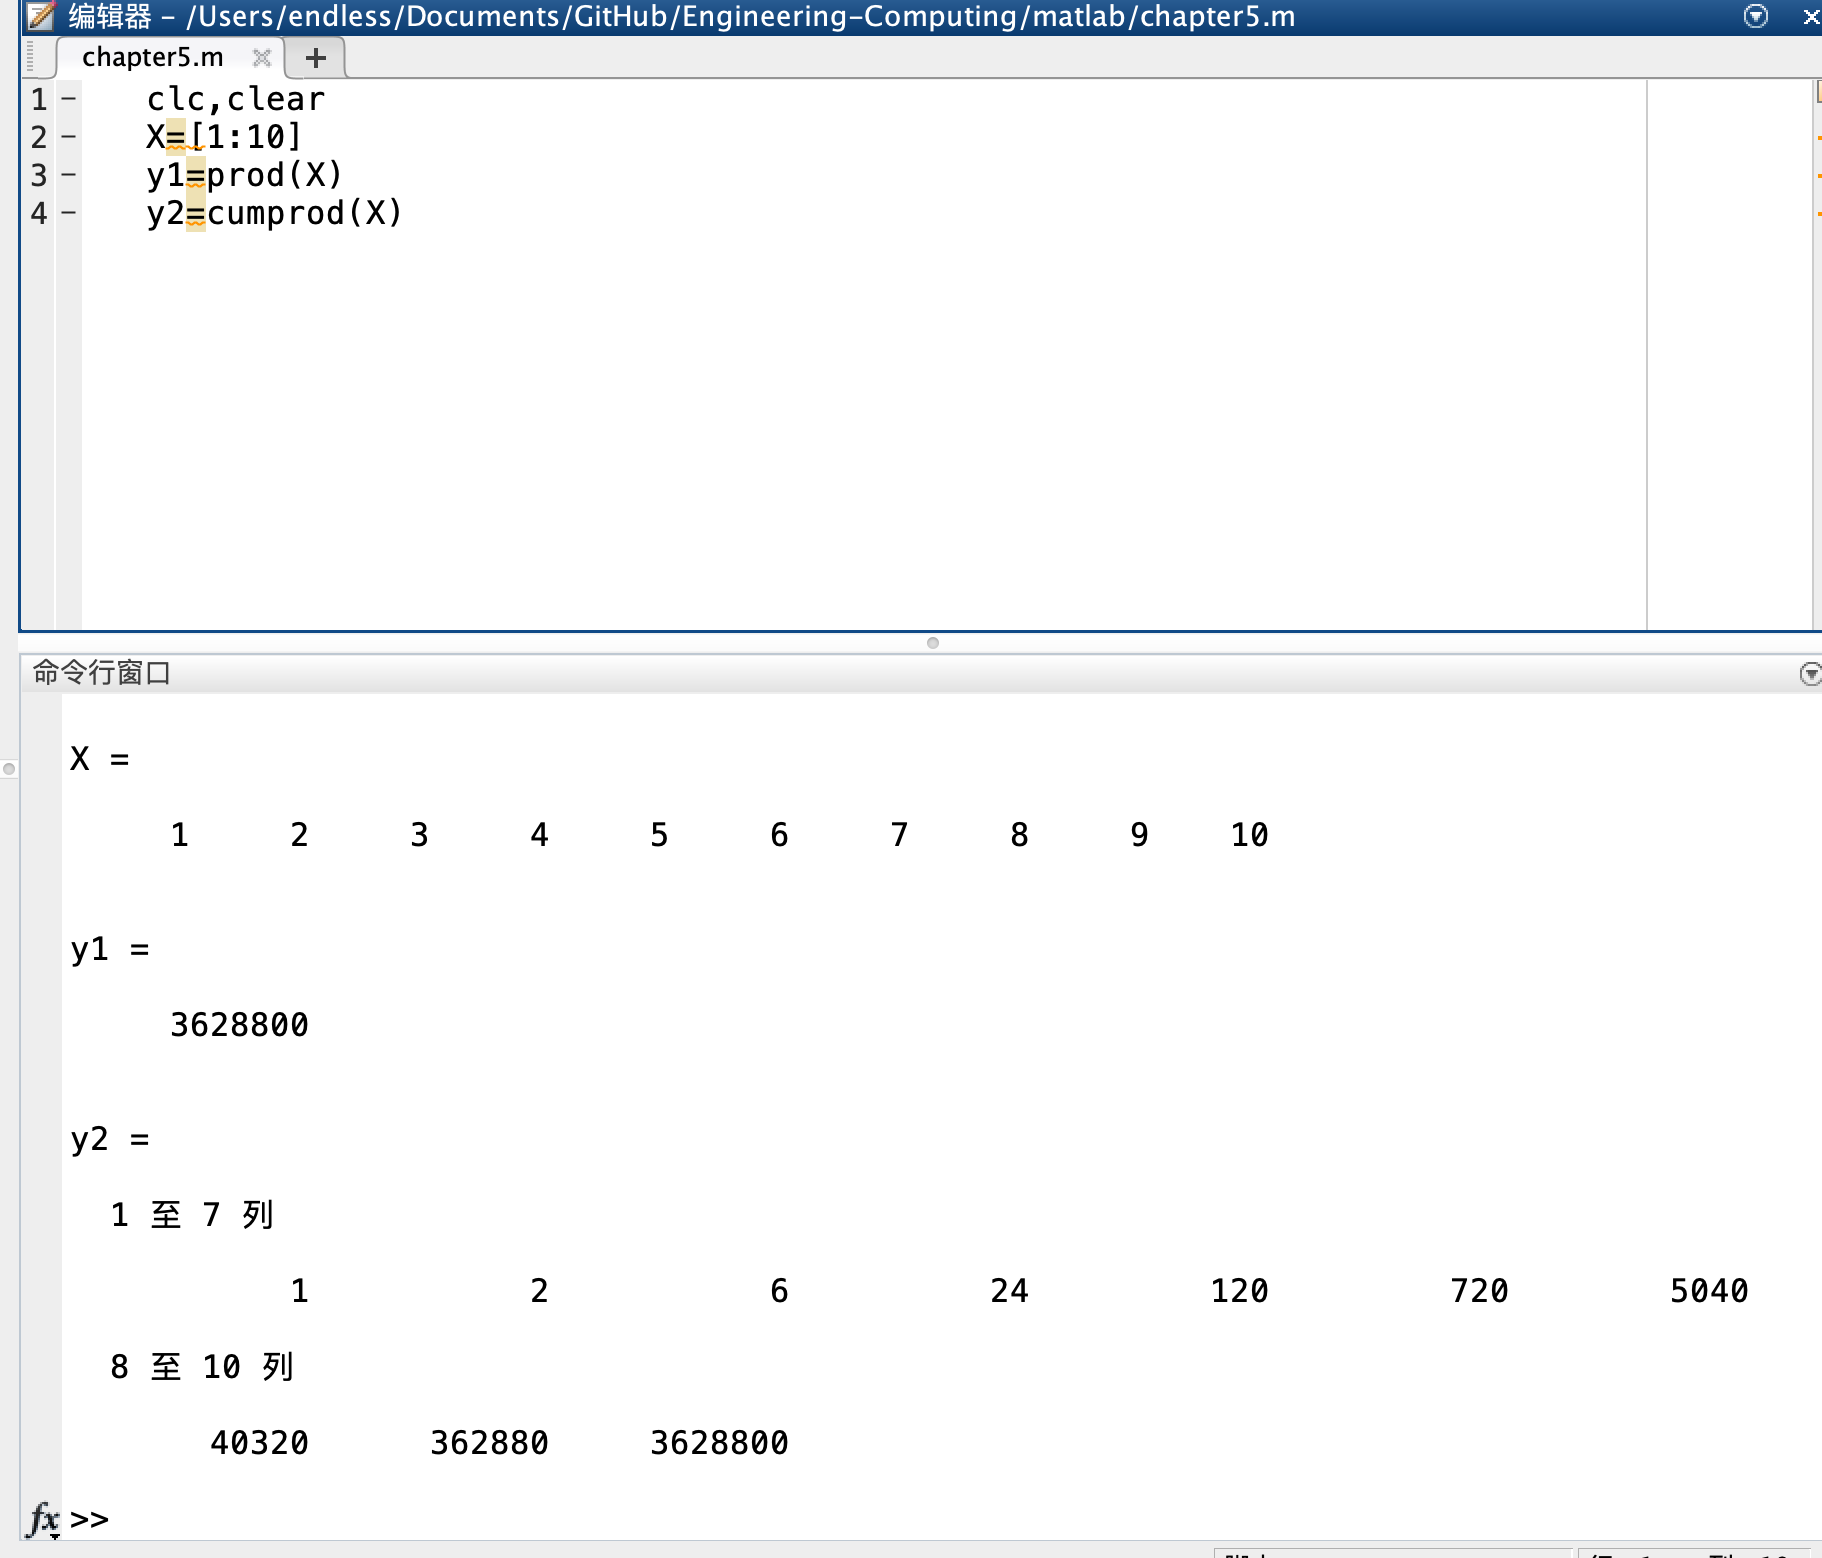 编辑器 – /Users/endless/Documents/GitHub/Engineering-Computing/matlab/chapter5.m
chapter5.m +
1 – clc,clear
2 – X=[1:10]
3 – y1=prod(X)
4 – y2=cumprod(X)
命令行窗口
X =
1 2 3 4 5 6 7 8 9 10
y1 =
3628800
y2 =
1 至 7 列
1 2 6 24 120 720 5040
8 至 10 列
40320 362880 3628800
fx >>